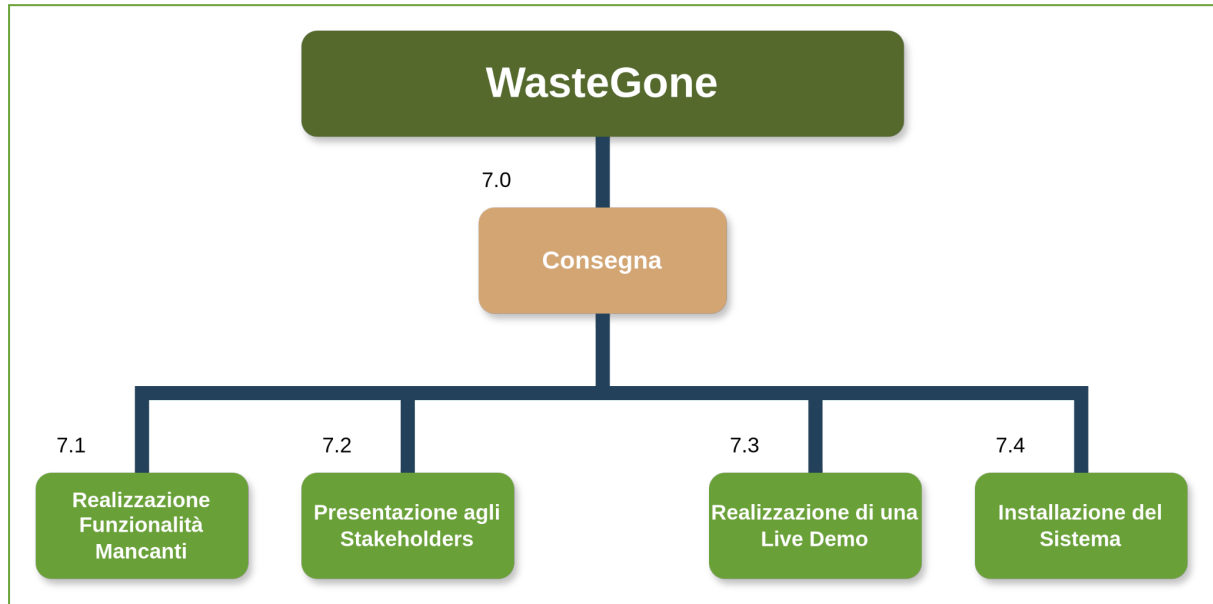 WasteGone
7.0
Consegna
7.1
7.2
7.3
7.4
Realizzazione
Funzionalità
Mancanti
Presentazione agli
Stakeholders
Realizzazione di una
Live Demo
Installazione del
Sistema